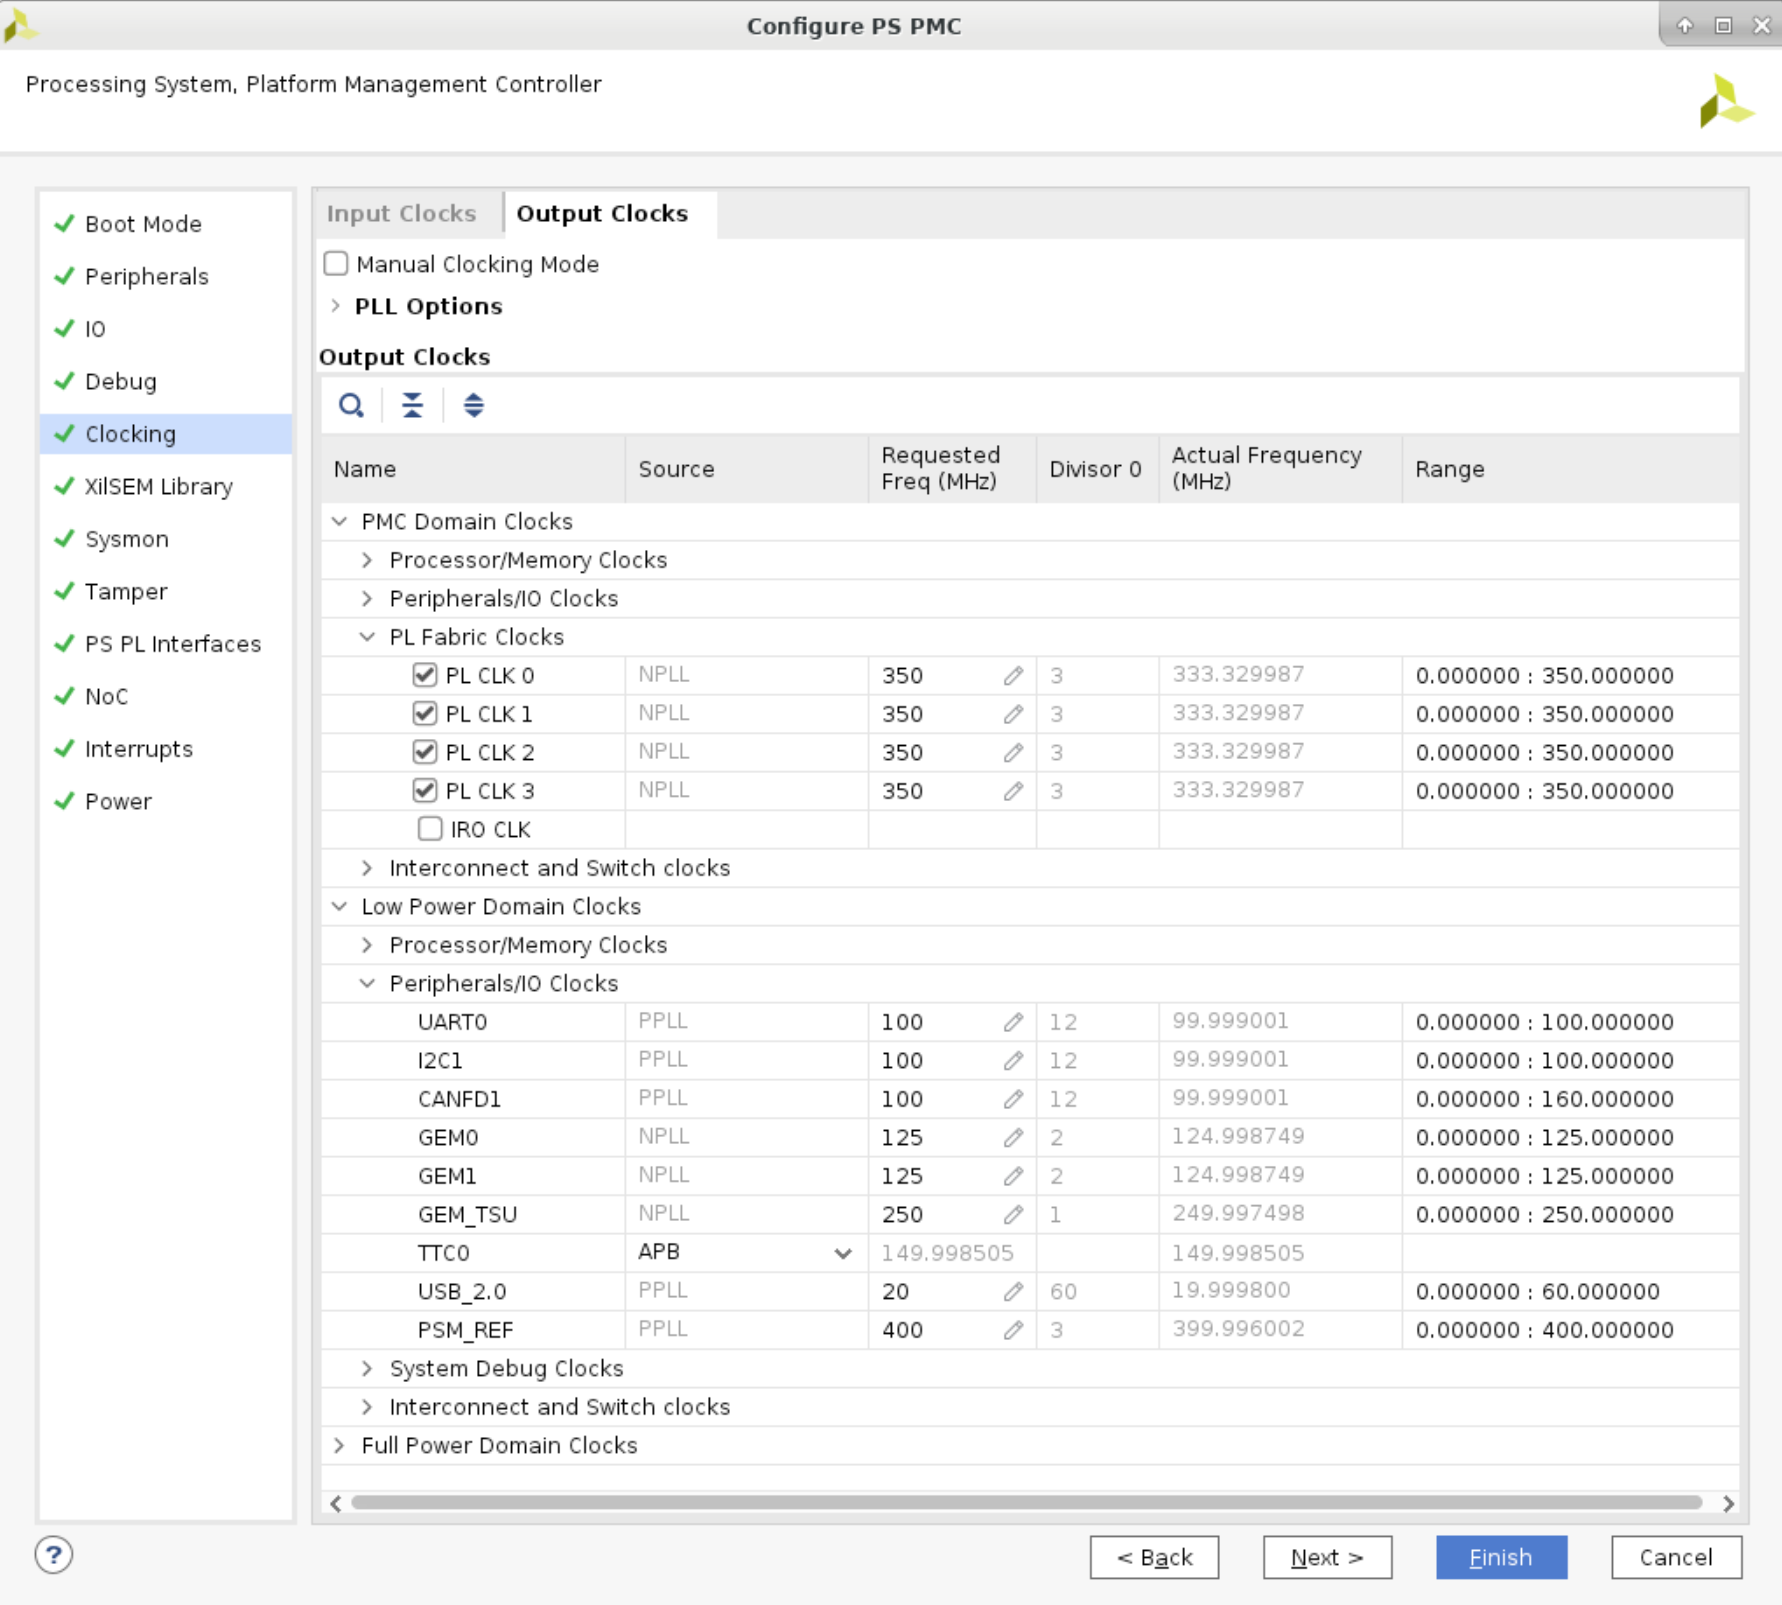 Configure PS PMC
Processing System, Platform Management Controller
Boot Mode
Peripherals
IO
Debug
Clocking
XilSEM Library
Sysmon
Tamper
PS PL Interfaces
NoC
Interrupts
Power
Input Clocks Output Clocks
Manual Clocking Mode
PLL Options
Output Clocks
Name Source Requested Freq (MHz) Divisor 0 Actual Frequency (MHz) Range
PMC Domain Clocks
Processor/Memory Clocks
Peripherals/IO Clocks
PL Fabric Clocks
PL CLK 0 NPLL 350 3 333.329987 0.000000 : 350.000000
PL CLK 1 NPLL 350 3 333.329987 0.000000 : 350.000000
PL CLK 2 NPLL 350 3 333.329987 0.000000 : 350.000000
PL CLK 3 NPLL 350 3 333.329987 0.000000 : 350.000000
IRO CLK
Interconnect and Switch clocks
Low Power Domain Clocks
Processor/Memory Clocks
Peripherals/IO Clocks
UART0 PPLL 100 12 99.999001 0.000000 : 100.000000
I2C1 PPLL 100 12 99.999001 0.000000 : 100.000000
CANFD1 PPLL 100 12 99.999001 0.000000 : 160.000000
GEM0 NPLL 125 2 124.998749 0.000000 : 125.000000
GEM1 NPLL 125 2 124.998749 0.000000 : 125.000000
GEM_TSU NPLL 250 1 249.997498 0.000000 : 250.000000
TTC0 APB 149.998505 149.998505
USB_2.0 PPLL 20 60 19.999800 0.000000 : 60.000000
PSM_REF PPLL 400 3 399.996002 0.000000 : 400.000000
System Debug Clocks
Interconnect and Switch clocks
Full Power Domain Clocks
? < Back Next > Finish Cancel